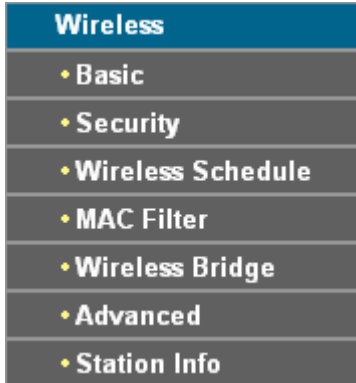 Wireless
• Basic
• Security
• Wireless Schedule
• MAC Filter
• Wireless Bridge
• Advanced
• Station Info